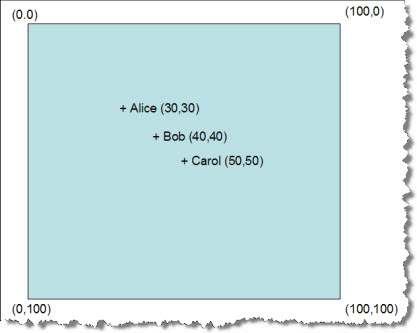 (0.0)
(100,0)
+ Alice (30,30)
+ Bob (40,40)
+ Carol (50,50)
(0,100)
(100,100)